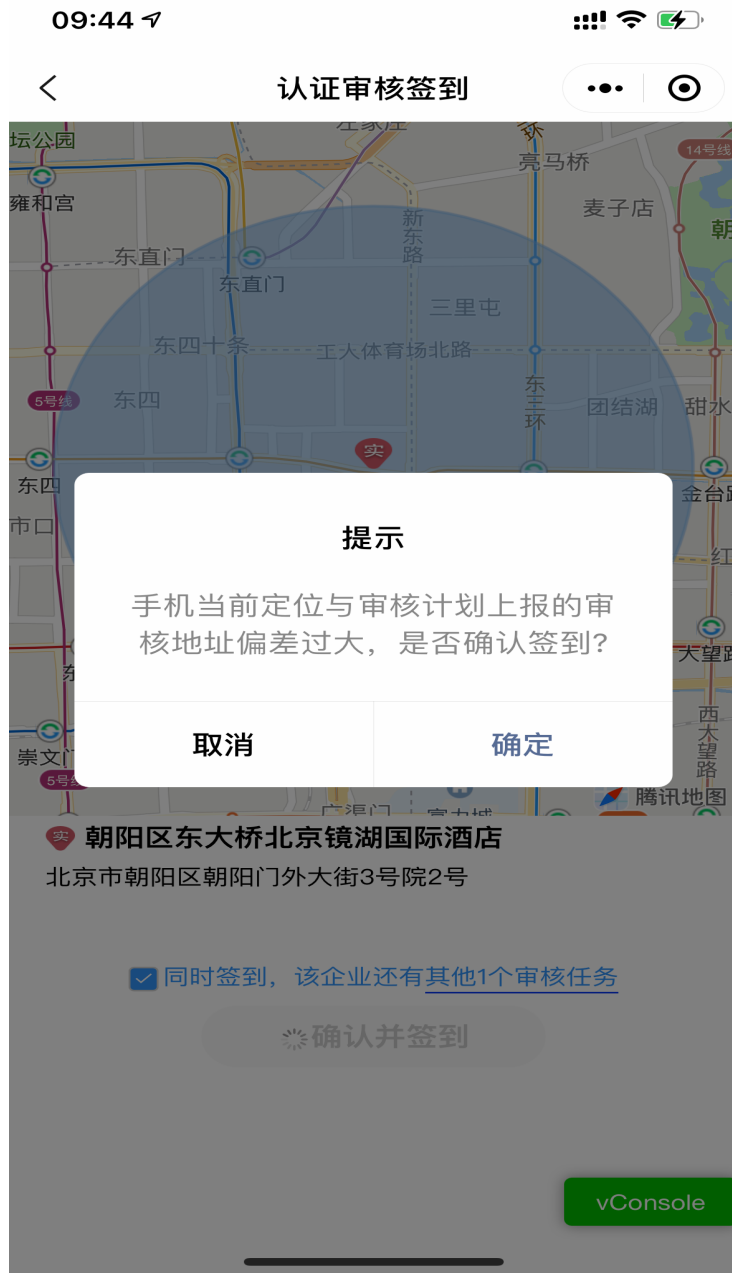 09:44
认证审核签到
坛公园
亮马桥
14号线
雍和宫
麦子店
新东路
朝
东直门
东直门
三里屯
东四十条
工人体育场北路
5号线
东四
东三环
团结湖
甜水
实
东四
金台
市口
红
提示
手机当前定位与审核计划上报的审
核地址偏差过大，是否确认签到?
大望路
取消
确定
西大望路
崇文门
5号
腾讯地图
广渠门
富力城
实 朝阳区东大桥北京镜湖国际酒店
北京市朝阳区朝阳门外大街3号院2号
同时签到，该企业还有其他1个审核任务
确认并签到
vConsole